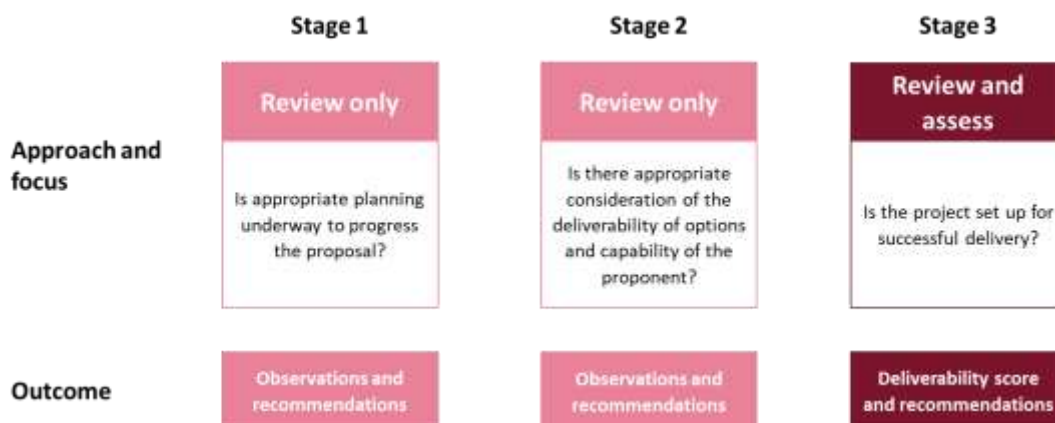 Stage 1
Stage 2
Stage 3
Approach and
focus
Review only
Is appropriate planning
underway to progress
the proposal?
Review only
Is there appropriate
consideration of the
deliverability of options
and capability of the
proponent?
Review and
assess
Is the project set up for
successful delivery?
Outcome
Observations and
recommendations
Observations and
recommendations
Deliverability score
and recommendations